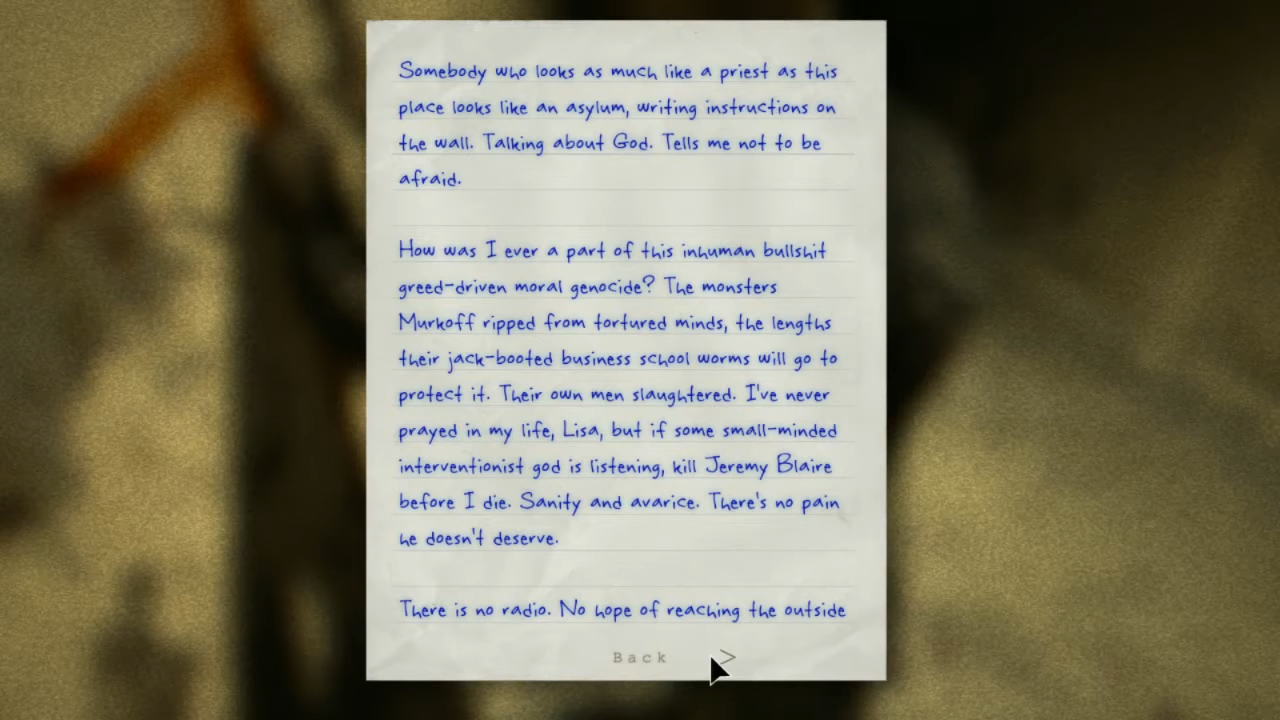 Somebody who looks as much like a priest as this
place looks like an asylum, writing instructions on
the wall. Talking about God. Tells me not to be
afraid.
How was I ever a part of this inhuman bullshit
greed-driven moral genocide? The monsters
Murkoff ripped from tortured minds, the lengths
their jack-booted business school worms will go to
protect it. Their own men slaughtered. I've never
prayed in my life, Lisa, but if some small-minded
interventionist god is listening, kill Jeremy Blaire
before I die. Sanity and avarice. There's no pain
he doesn't deserve.
There is no radio. No hope of reaching the outside
Back >